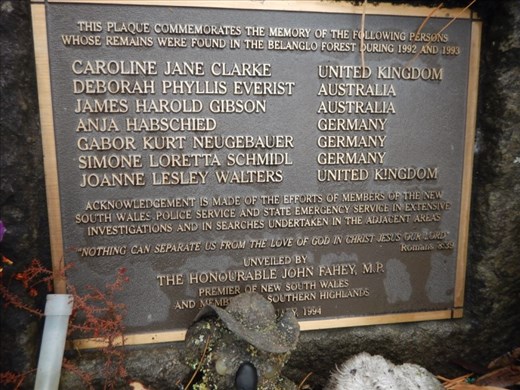 THIS PLAQUE COMMEMORATES THE MEMORY OF THE FOLLOWING PERSONS
WHOSE REMAINS WERE FOUND IN THE BELANGLO FOREST DURING 1992 AND 1993
CAROLINE JANE CLARKE UNITED KINGDOM
DEBORAH PHYLLIS EVERIST AUSTRALIA
JAMES HAROLD GIBSON AUSTRALIA
ANJA HABSCHIED GERMANY
GABOR KURT NEUGEBAUER GERMANY
SIMONE LORETTA SCHMIDL GERMANY
JOANNE LESLEY WALTERS UNITED KINGDOM
ACKNOWLEDGEMENT IS MADE OF THE EFFORTS OF MEMBERS OF THE NEW
SOUTH WALES POLICE SERVICE AND STATE EMERGENCY SERVICE IN EXTENSIVE
INVESTIGATIONS AND IN SEARCHES UNDERTAKEN IN THE ADJACENT AREAS
"NOTHING CAN SEPARATE US FROM THE LOVE OF GOD IN CHRIST JESUS OUR LORD"
Romans 8:39
UNVEILED BY
THE HONOURABLE JOHN FAHEY, M.P.
PREMIER OF NEW SOUTH WALES
AND SOUTHERN HIGHLANDS
1994